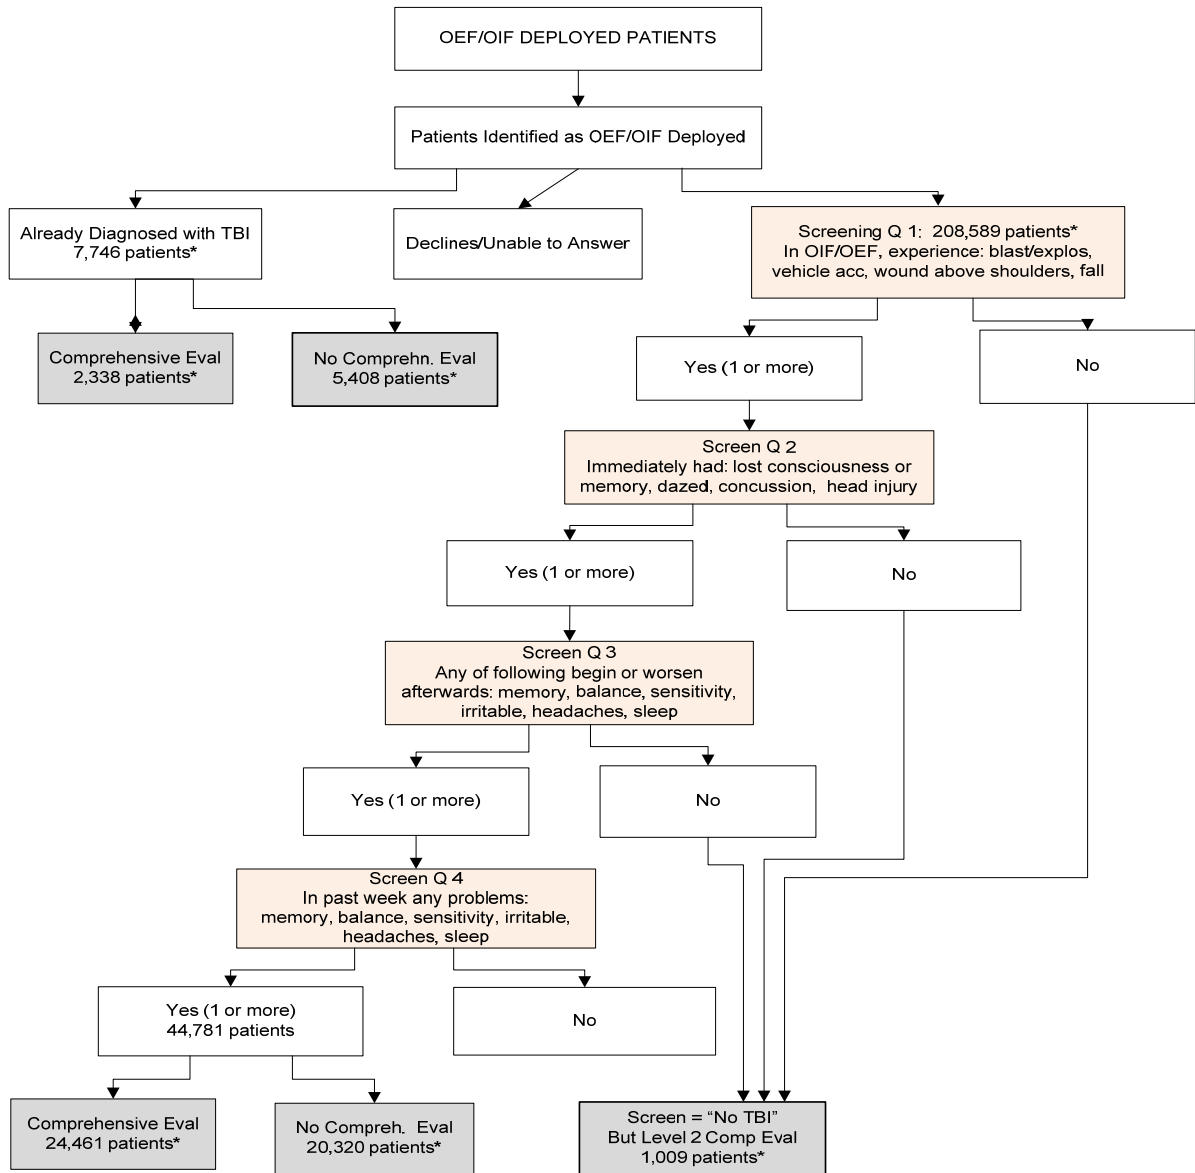 OEF/OIF DEPLOYED PATIENTS
Patients Identified as OEF/OIF Deployed
Already Diagnosed with TBI
7,746 patients*
Declines/Unable to Answer
Screening Q 1: 208,589 patients*
In OIF/OEF, experience: blast/explos,
vehicle acc, wound above shoulders, fall
Comprehensive Eval
2,338 patients*
No Comprehn. Eval
5,408 patients*
Yes (1 or more)
No
Screen Q 2
Immediately had: lost consciousness or
memory, dazed, concussion, head injury
Yes (1 or more)
No
Screen Q 3
Any of following begin or worsen
afterwards: memory, balance, sensitivity,
irritable, headaches, sleep
Yes (1 or more)
No
Screen Q 4
In past week any problems:
memory, balance, sensitivity, irritable,
headaches, sleep
Yes (1 or more)
44,781 patients
No
Comprehensive Eval
24,461 patients*
No Compreh. Eval
20,320 patients*
Screen = “No TBI”
But Level 2 Comp Eval
1,009 patients*